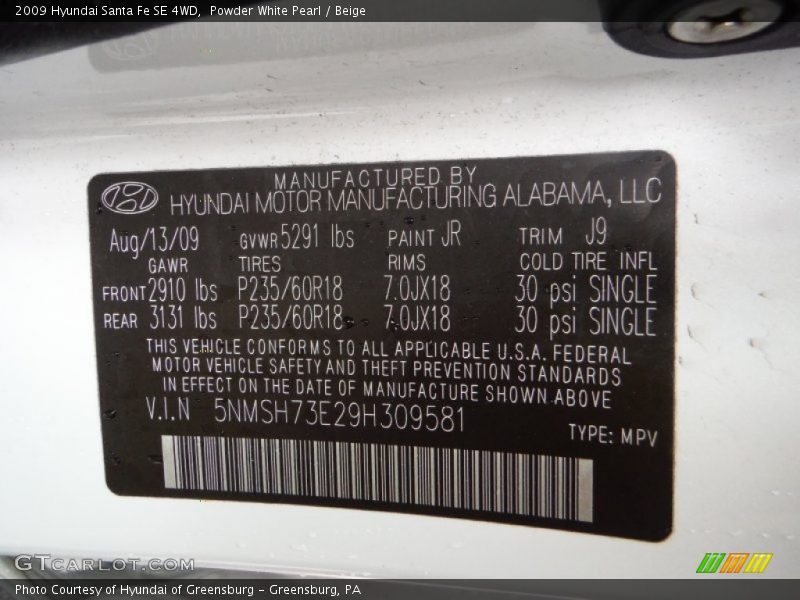 2009 Hyundai Santa Fe SE 4WD, Powder White Pearl / Beige
MANUFACTURED BY
HYUNDAI MOTOR MANUFACTURING ALABAMA, LLC
Aug/13/09 GVWR 5291 lbs PAINT JR TRIM J9
GAWR TIRES RIMS COLD TIRE INFL
FRONT 2910 lbs P235/60R18 7.0JX18 30 psi SINGLE
REAR 3131 lbs P235/60R18 7.0JX18 30 psi SINGLE
THIS VEHICLE CONFORMS TO ALL APPLICABLE U.S.A. FEDERAL
MOTOR VEHICLE SAFETY AND THEFT PREVENTION STANDARDS
IN EFFECT ON THE DATE OF MANUFACTURE SHOWN ABOVE
V.I.N 5NMSH73E29H309581
TYPE: MPV
GTCARLOT.COM
Photo Courtesy of Hyundai of Greensburg - Greensburg, PA